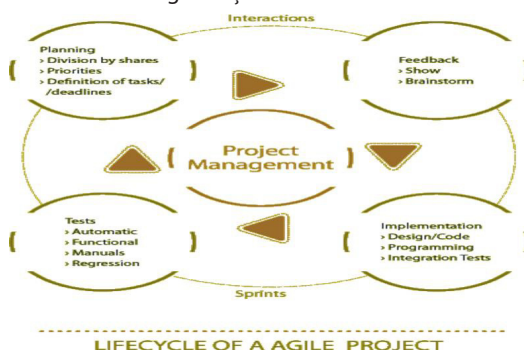 Interactions
Planning
› Division by shares
› Priorities
› Definition of tasks/
/deadlines
Feedback
› Show
› Brainstorm
Project
Management
Tests
› Automatic
› Functional
› Manuals
› Regression
Implementation
› Design/Code
› Programming
› Integration Tests
Sprints
LIFECYCLE OF A AGILE PROJECT